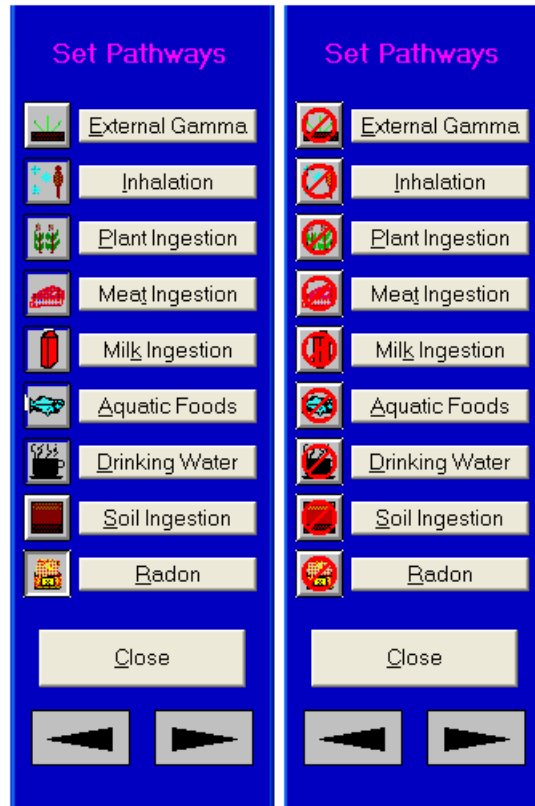 Set Pathways
External Gamma
Inhalation
Plant Ingestion
Meat Ingestion
Milk Ingestion
Aquatic Foods
Drinking Water
Soil Ingestion
Radon
Close
Set Pathways
External Gamma
Inhalation
Plant Ingestion
Meat Ingestion
Milk Ingestion
Aquatic Foods
Drinking Water
Soil Ingestion
Radon
Close